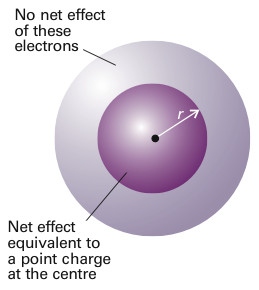 No net effect
of these
electrons
r
Net effect
equivalent to
a point charge
at the centre